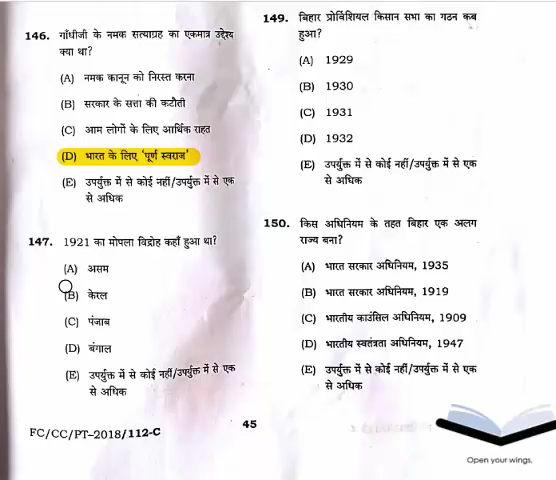 146. गाँधीजी के नमक सत्याग्रह का एकमात्र उद्देश्य
क्या था?
(A) नमक कानून को निरस्त करना
(B) सरकार के सत्ता की कटौती
(C) आम लोगों के लिए आर्थिक राहत
(D) भारत के लिए 'पूर्ण स्वराज'
(E) उपर्युक्त में से कोई नहीं/उपर्युक्त में से एक
से अधिक
147. 1921 का मोपला विद्रोह कहाँ हुआ था?
(A) असम
(B) केरल
(C) पंजाब
(D) बंगाल
(E) उपर्युक्त में से कोई नहीं/उपर्युक्त में से एक
से अधिक
FC/CC/PT-2018/112-C
45
149. बिहार प्रोविंशियल किसान सभा का गठन कब
हुआ?
(A) 1929
(B) 1930
(C) 1931
(D) 1932
(E) उपर्युक्त में से कोई नहीं/उपर्युक्त में से एक
से अधिक
150. किस अधिनियम के तहत बिहार एक अलग
राज्य बना?
(A) भारत सरकार अधिनियम, 1935
(B) भारत सरकार अधिनियम, 1919
(C) भारतीय काउंसिल अधिनियम, 1909
(D) भारतीय स्वतंत्रता अधिनियम, 1947
(E) उपर्युक्त में से कोई नहीं/उपर्युक्त में से एक
से अधिक
Open your wings.